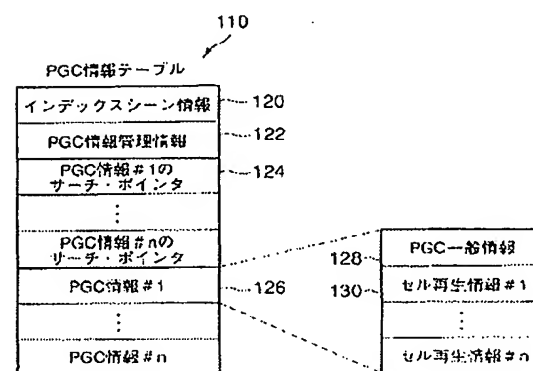 110
PGC情報テーブル
インデックスシーン情報
120
PGC情報管理情報
122
PGC情報#1の
サーチ・ポインタ
124
⋮
PGC情報#nの
サーチ・ポインタ
PGC情報#1
126
⋮
PGC情報#n
PGC一般情報
128
セル再生情報#1
130
⋮
セル再生情報#n